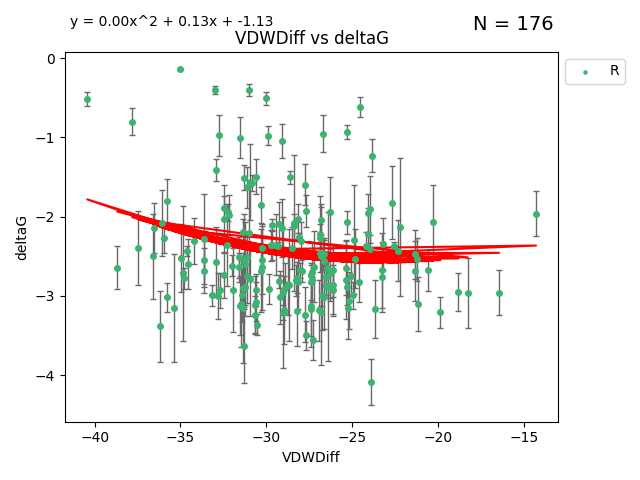 y = 0.00x^2 + 0.13x + -1.13
N = 176
VDWDiff vs deltaG
R
deltaG
0
−1
−2
−3
−4
−40 −35 −30 −25 −20 −15
VDWDiff